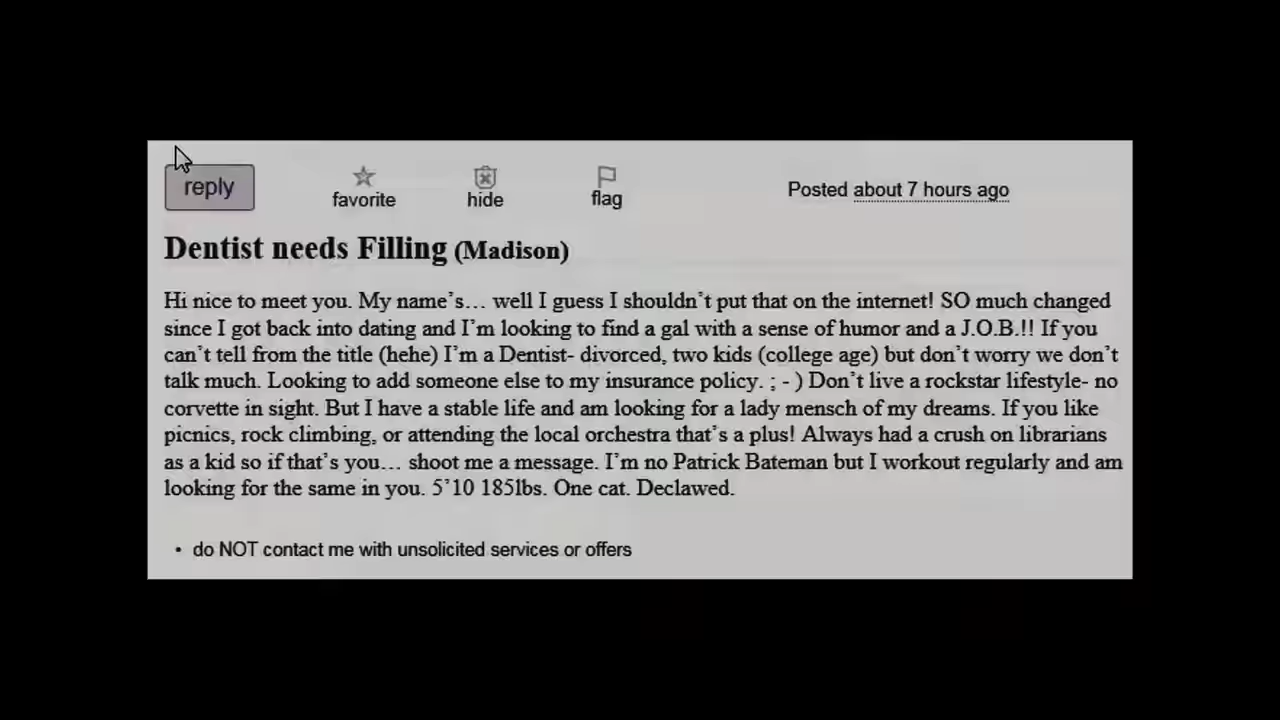 reply
favorite
hide
flag
Posted about 7 hours ago
Dentist needs Filling (Madison)
Hi nice to meet you. My name's... well I guess I shouldn't put that on the internet! SO much changed
since I got back into dating and I'm looking to find a gal with a sense of humor and a J.O.B.!! If you
can't tell from the title (hehe) I'm a Dentist- divorced, two kids (college age) but don't worry we don't
talk much. Looking to add someone else to my insurance policy. ; - ) Don't live a rockstar lifestyle- no
corvette in sight. But I have a stable life and am looking for a lady mensch of my dreams. If you like
picnics, rock climbing, or attending the local orchestra that's a plus! Always had a crush on librarians
as a kid so if that's you... shoot me a message. I'm no Patrick Bateman but I workout regularly and am
looking for the same in you. 5'10 185lbs. One cat. Declawed.
• do NOT contact me with unsolicited services or offers